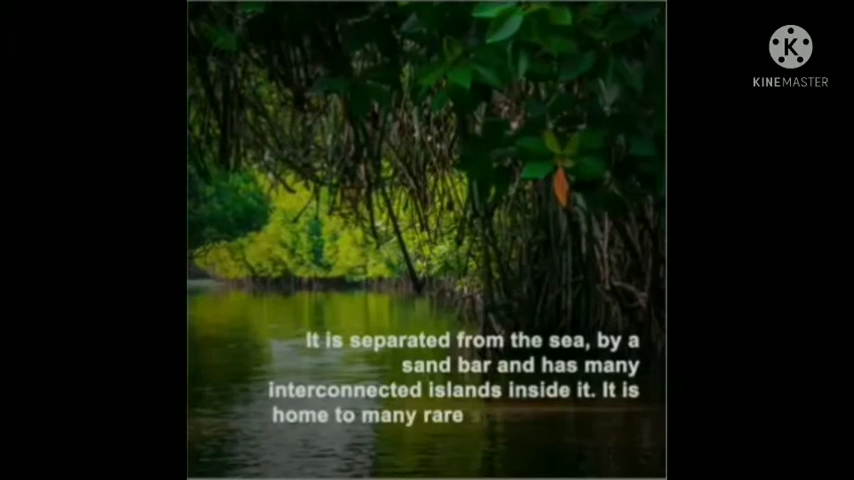 K
KINEMASTER
It is separated from the sea, by a
sand bar and has many
interconnected islands inside it. It is
home to many rare